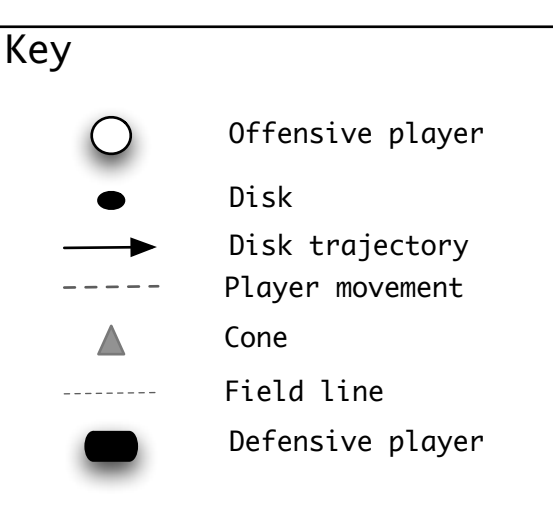 Key
Offensive player
Disk
Disk trajectory
Player movement
Cone
Field line
Defensive player